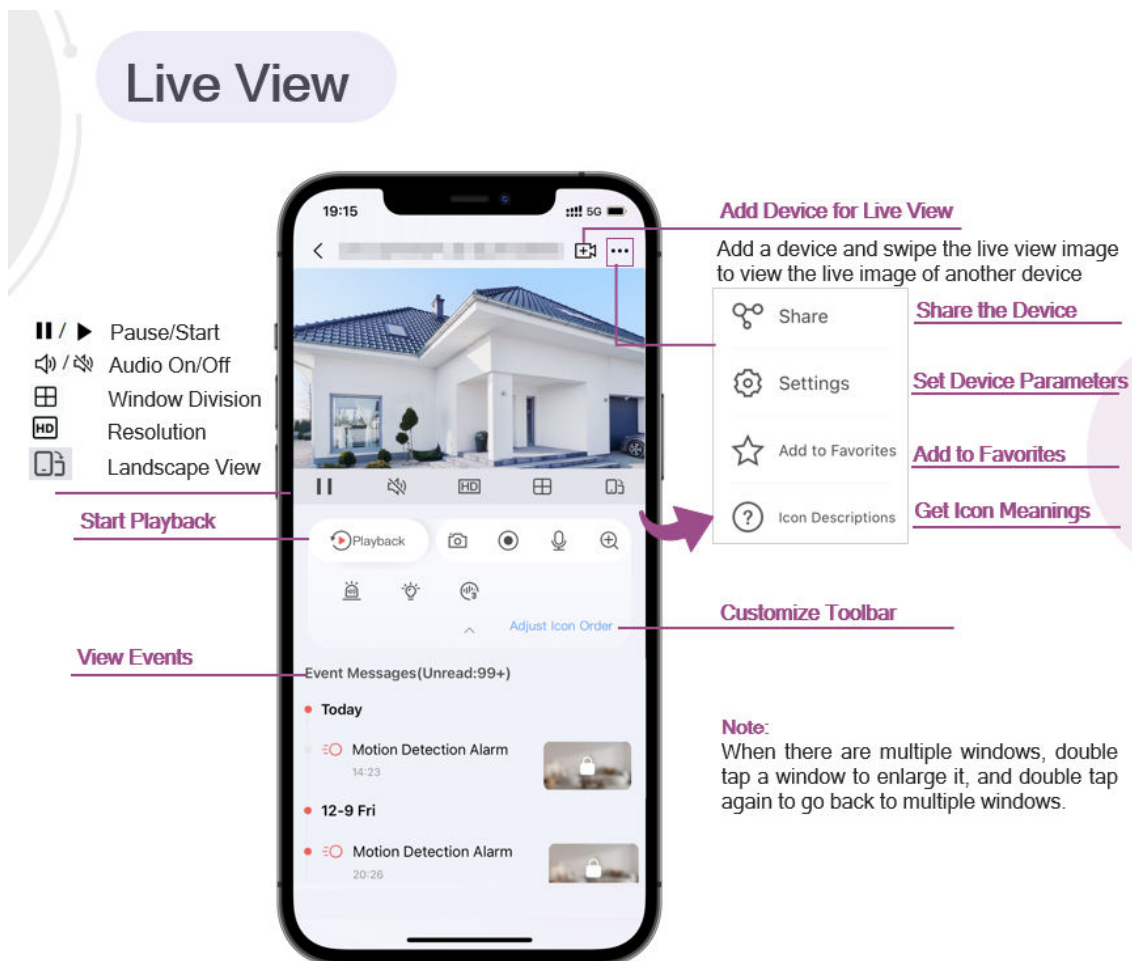 Live View
19:15
5G
Add Device for Live View
Add a device and swipe the live view image
to view the live image of another device
Share
Share the Device
Settings
Set Device Parameters
Add to Favorites
Add to Favorites
? Icon Descriptions
Get Icon Meanings
/ Pause/Start
/ Audio On/Off
Window Division
HD Resolution
Landscape View
HD
Start Playback
Playback
3
Adjust Icon Order
Customize Toolbar
View Events
Event Messages(Unread:99+)
Today
Motion Detection Alarm
14:23
12-9 Fri
Motion Detection Alarm
20:26
Note:
When there are multiple windows, double
tap a window to enlarge it, and double tap
again to go back to multiple windows.